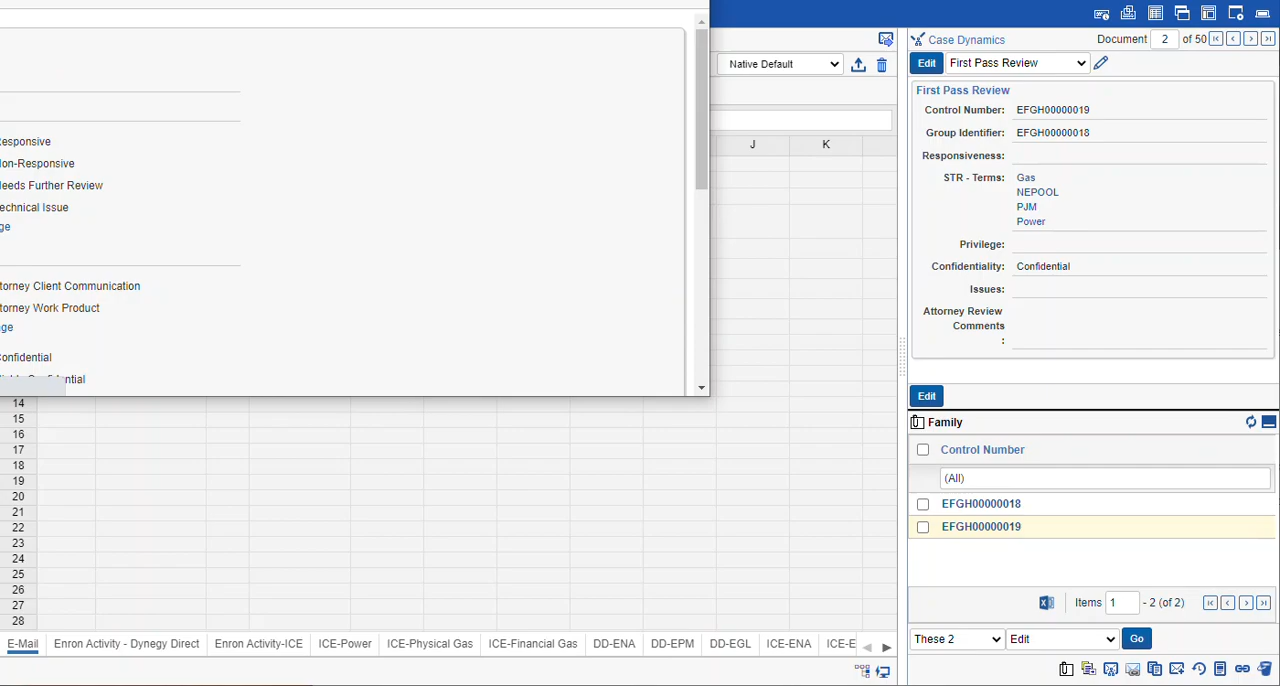 Case Dynamics
Document 2 of 50
Native Default
Edit First Pass Review
First Pass Review
Control Number: EFGH00000019
Group Identifier: EFGH00000018
Responsiveness:
STR - Terms: Gas
NEPOOL
PJM
Power
Privilege:
Confidentiality: Confidential
Issues:
Attorney Review
Comments
:
Edit
esponsive
on-Responsive
eeds Further Review
echnical Issue
ge
torney Client Communication
torney Work Product
ge
onfidential
ntial
J K
14
15
16
17
18
19
20
21
22
23
24
25
26
27
28
E-Mail Enron Activity - Dynegy Direct Enron Activity-ICE ICE-Power ICE-Physical Gas ICE-Financial Gas DD-ENA DD-EPM DD-EGL ICE-ENA ICE-E
Family
Control Number
(All)
EFGH00000018
EFGH00000019
Items 1 - 2 (of 2)
These 2 Edit Go